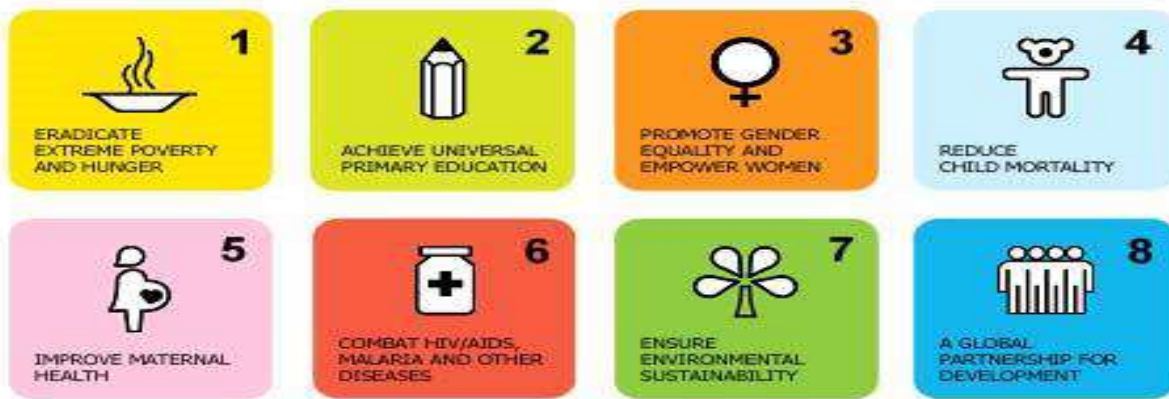 1
ERADICATE
EXTREME POVERTY
AND HUNGER
2
ACHIEVE UNIVERSAL
PRIMARY EDUCATION
3
PROMOTE GENDER
EQUALITY AND
EMPOWER WOMEN
4
REDUCE
CHILD MORTALITY
5
IMPROVE MATERNAL
HEALTH
6
COMBAT HIV/AIDS,
MALARIA AND OTHER
DISEASES
7
ENSURE
ENVIRONMENTAL
SUSTAINABILITY
8
A GLOBAL
PARTNERSHIP FOR
DEVELOPMENT